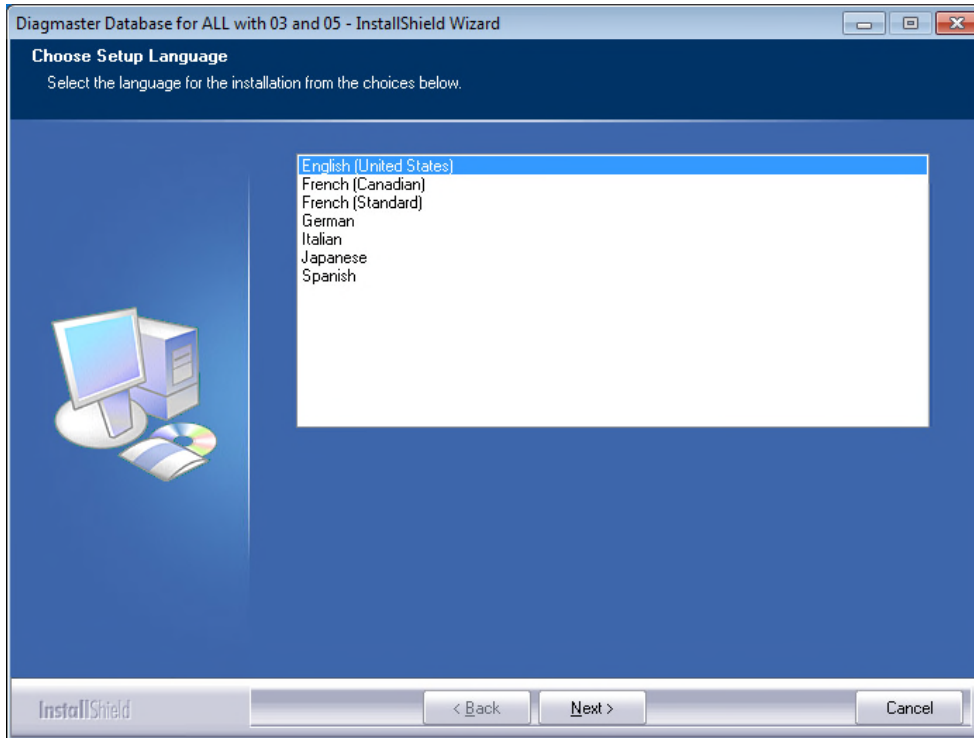 Diagmaster Database for ALL with 03 and 05 - InstallShield Wizard
Choose Setup Language
Select the language for the installation from the choices below.
English (United States)
French (Canadian)
French (Standard)
German
Italian
Japanese
Spanish
InstallShield
< Back
Next >
Cancel